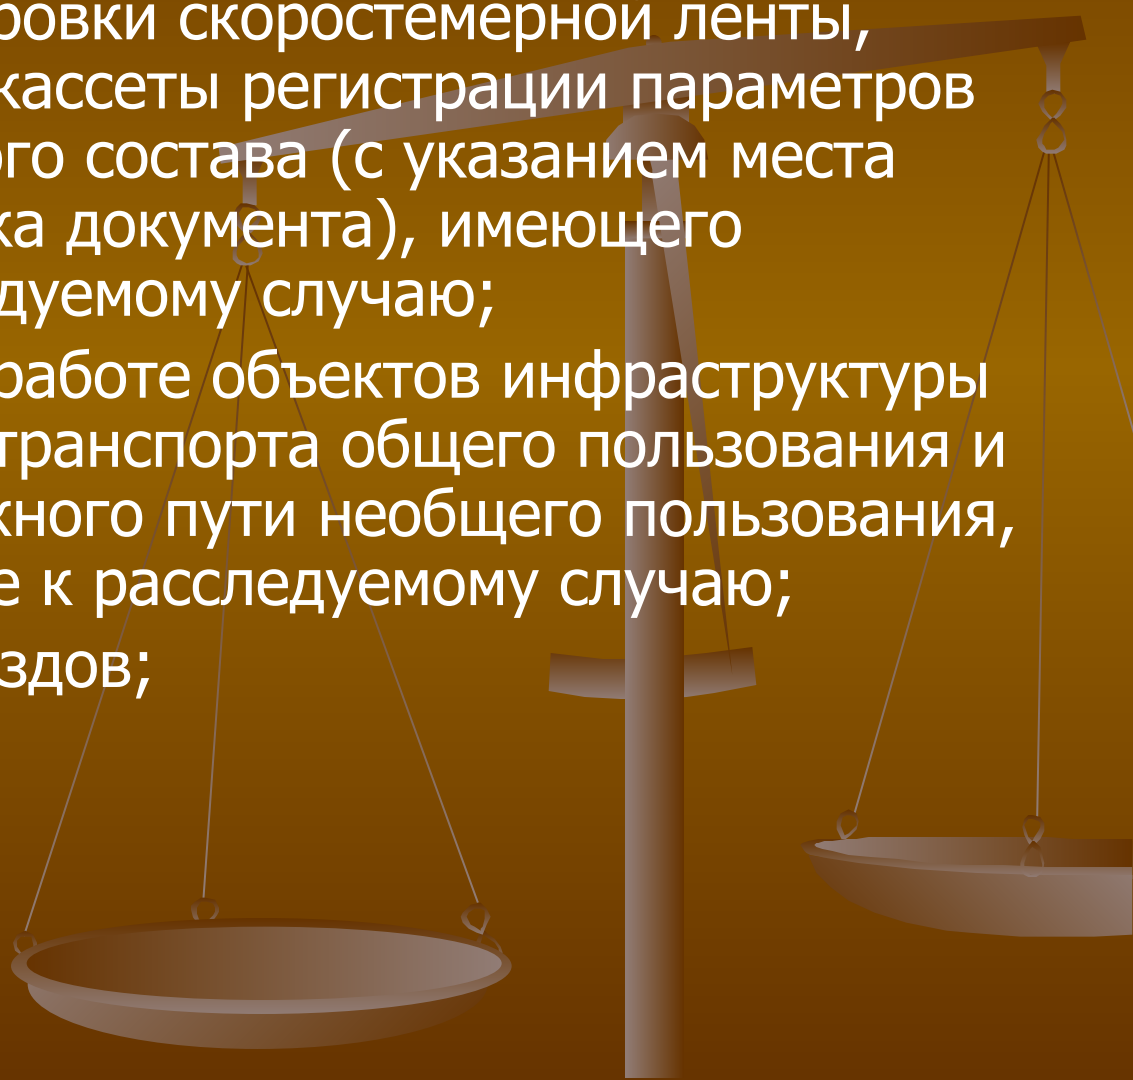 ровки скоростемерной ленты,
кассеты регистрации параметров
ого состава (с указанием места
ка документа), имеющего
дуемому случаю;
работе объектов инфраструктуры
транспорта общего пользования и
жного пути необщего пользования,
е к расследуемому случаю;
здов;